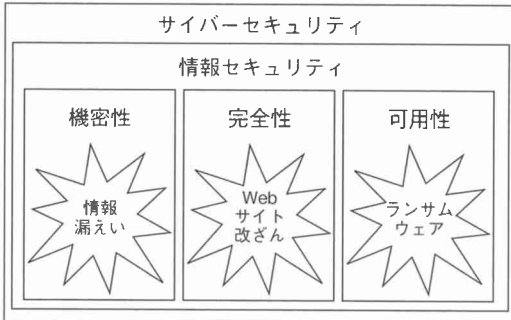 サイバーセキュリティ
情報セキュリティ
機密性
情報
漏えい
完全性
Web
サイト
改ざん
可用性
ランサム
ウェア